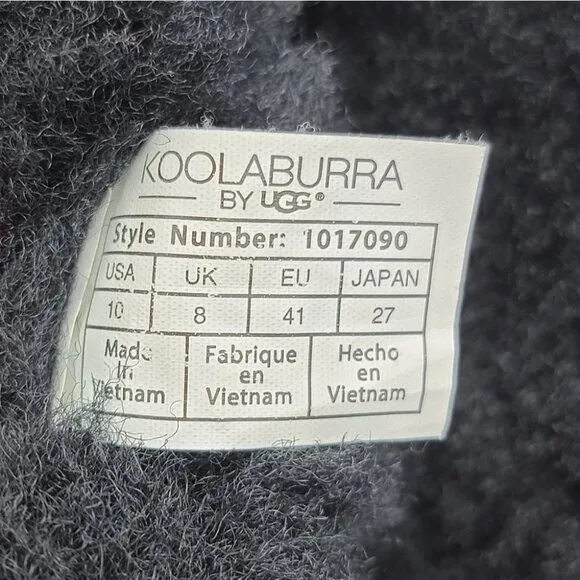 KOOLABURRA
BY UGG®
Style Number: 1017090
USA UK EU JAPAN
10 8 41 27
Made in Vietnam
Fabrique en Vietnam
Hecho en Vietnam